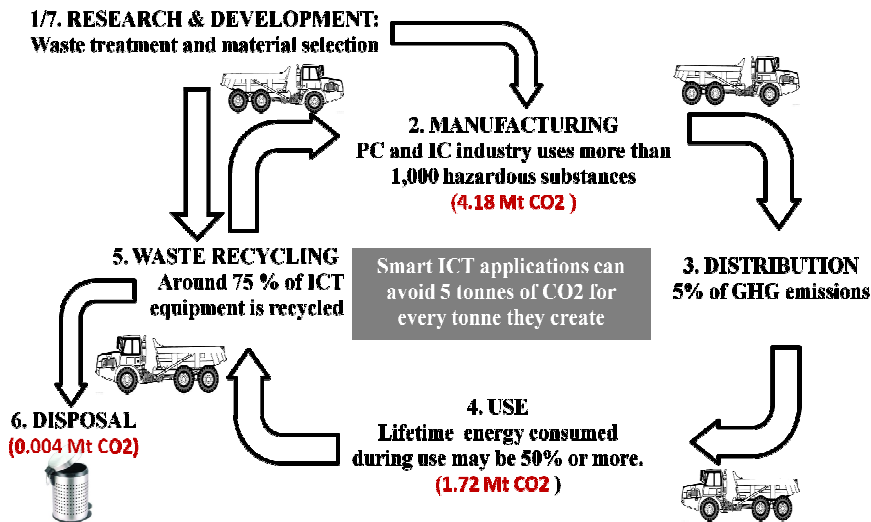 1/7. RESEARCH & DEVELOPMENT:
Waste treatment and material selection
2. MANUFACTURING
PC and IC industry uses more than
1,000 hazardous substances
(4.18 Mt CO2 )
3. DISTRIBUTION
5% of GHG emissions
4. USE
Lifetime energy consumed
during use may be 50% or more.
(1.72 Mt CO2 )
5. WASTE RECYCLING
Around 75 % of ICT
equipment is recycled
6. DISPOSAL
(0.004 Mt CO2)
Smart ICT applications can
avoid 5 tonnes of CO2 for
every tonne they create